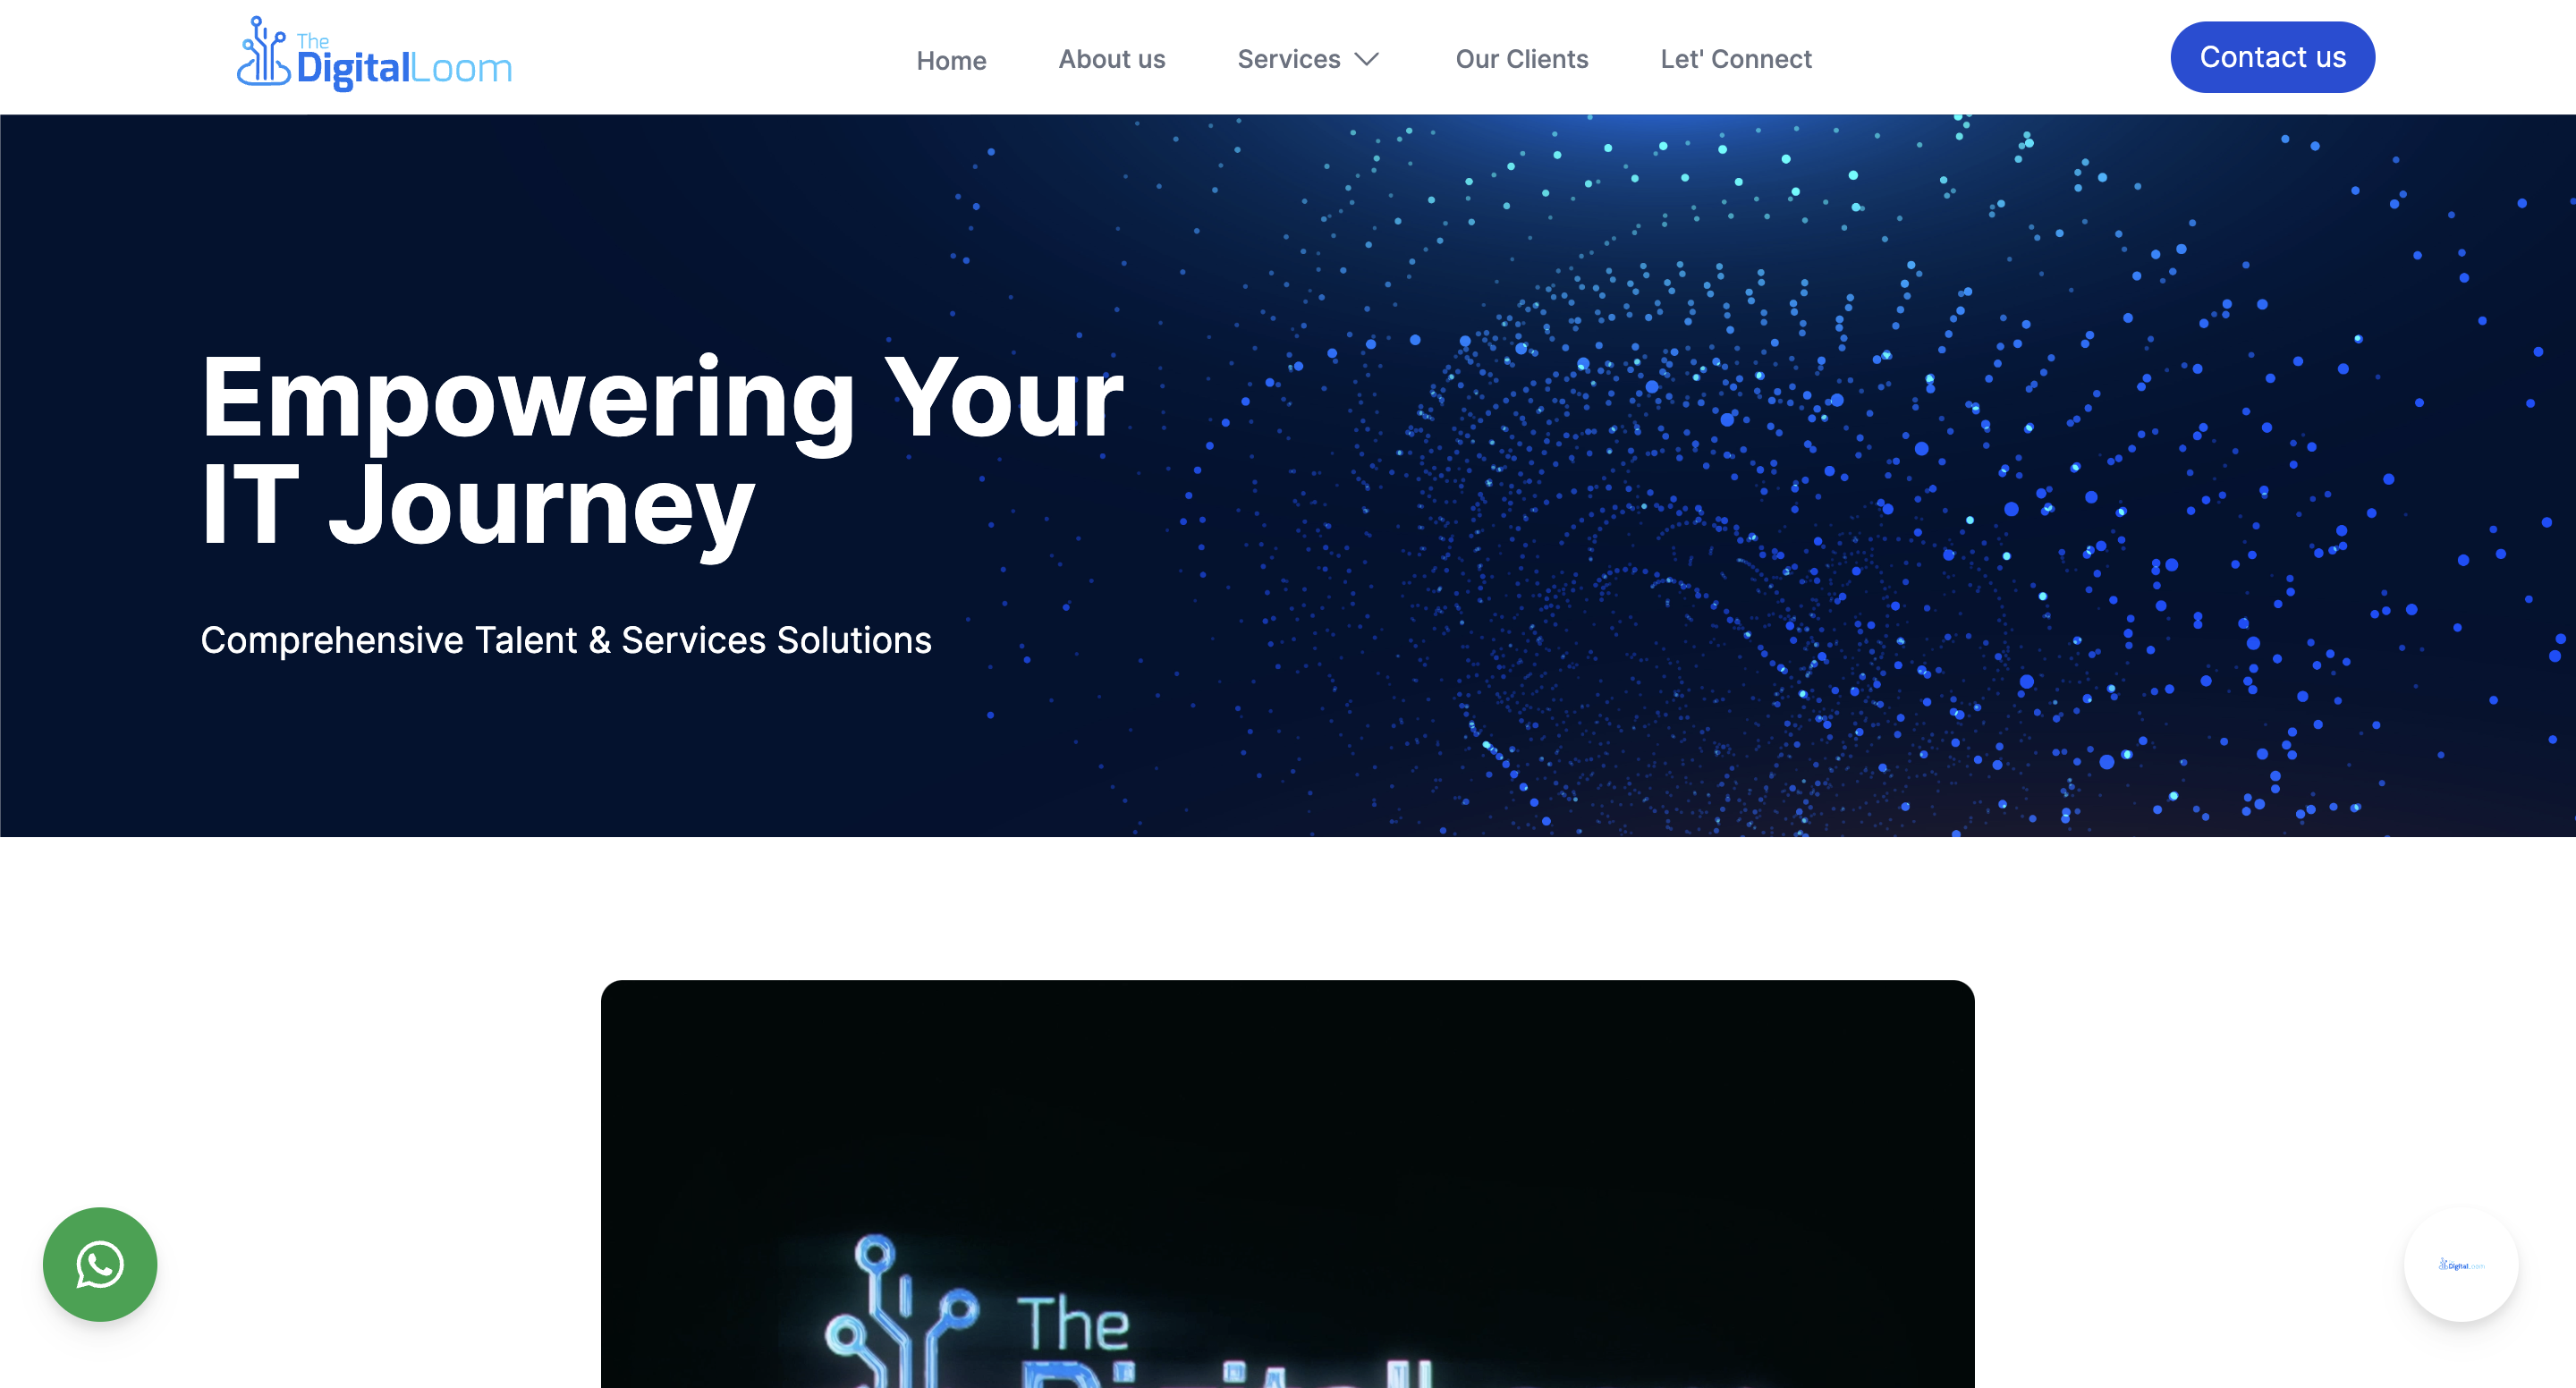 The
DigitalLoom
Home
About us
Services
Our Clients
Let' Connect
Contact us
Empowering Your
IT Journey
Comprehensive Talent & Services Solutions
The
DigitalLoom